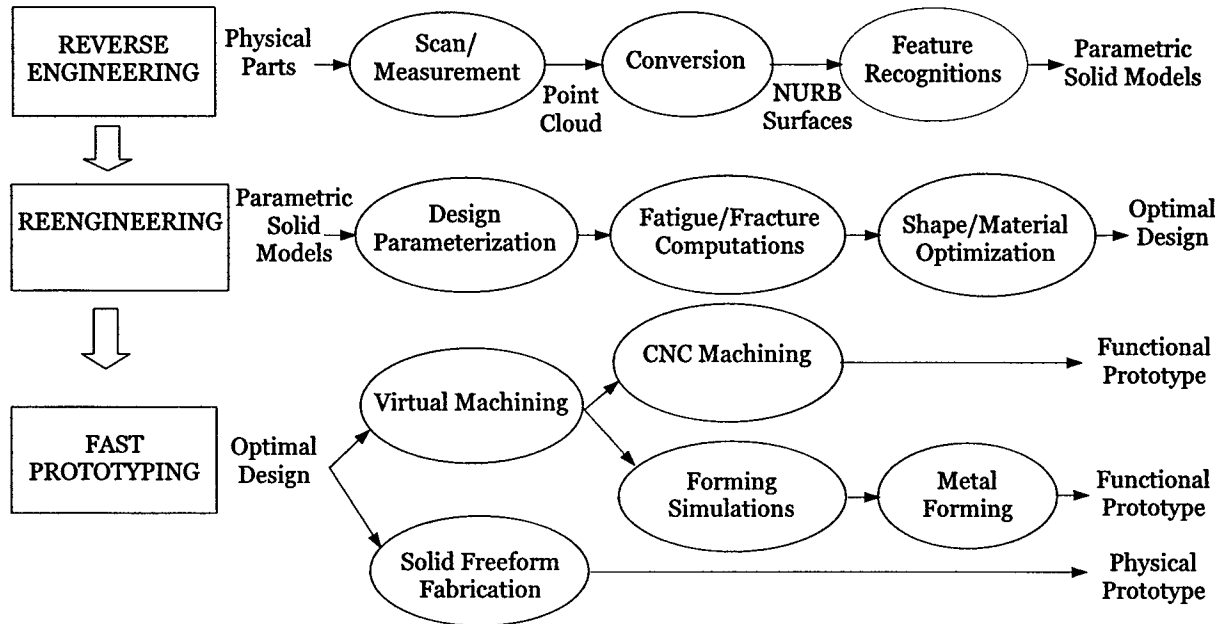 REVERSE
ENGINEERING
Physical
Parts
Scan/
Measurement
Point
Cloud
Conversion
NURB
Surfaces
Feature
Recognitions
Parametric
Solid Models
REENGINEERING
Parametric
Solid
Models
Design
Parameterization
Fatigue/Fracture
Computations
Shape/Material
Optimization
Optimal
Design
FAST
PROTOTYPING
Optimal
Design
Virtual Machining
CNC Machining
Functional
Prototype
Forming
Simulations
Metal
Forming
Functional
Prototype
Solid Freeform
Fabrication
Physical
Prototype